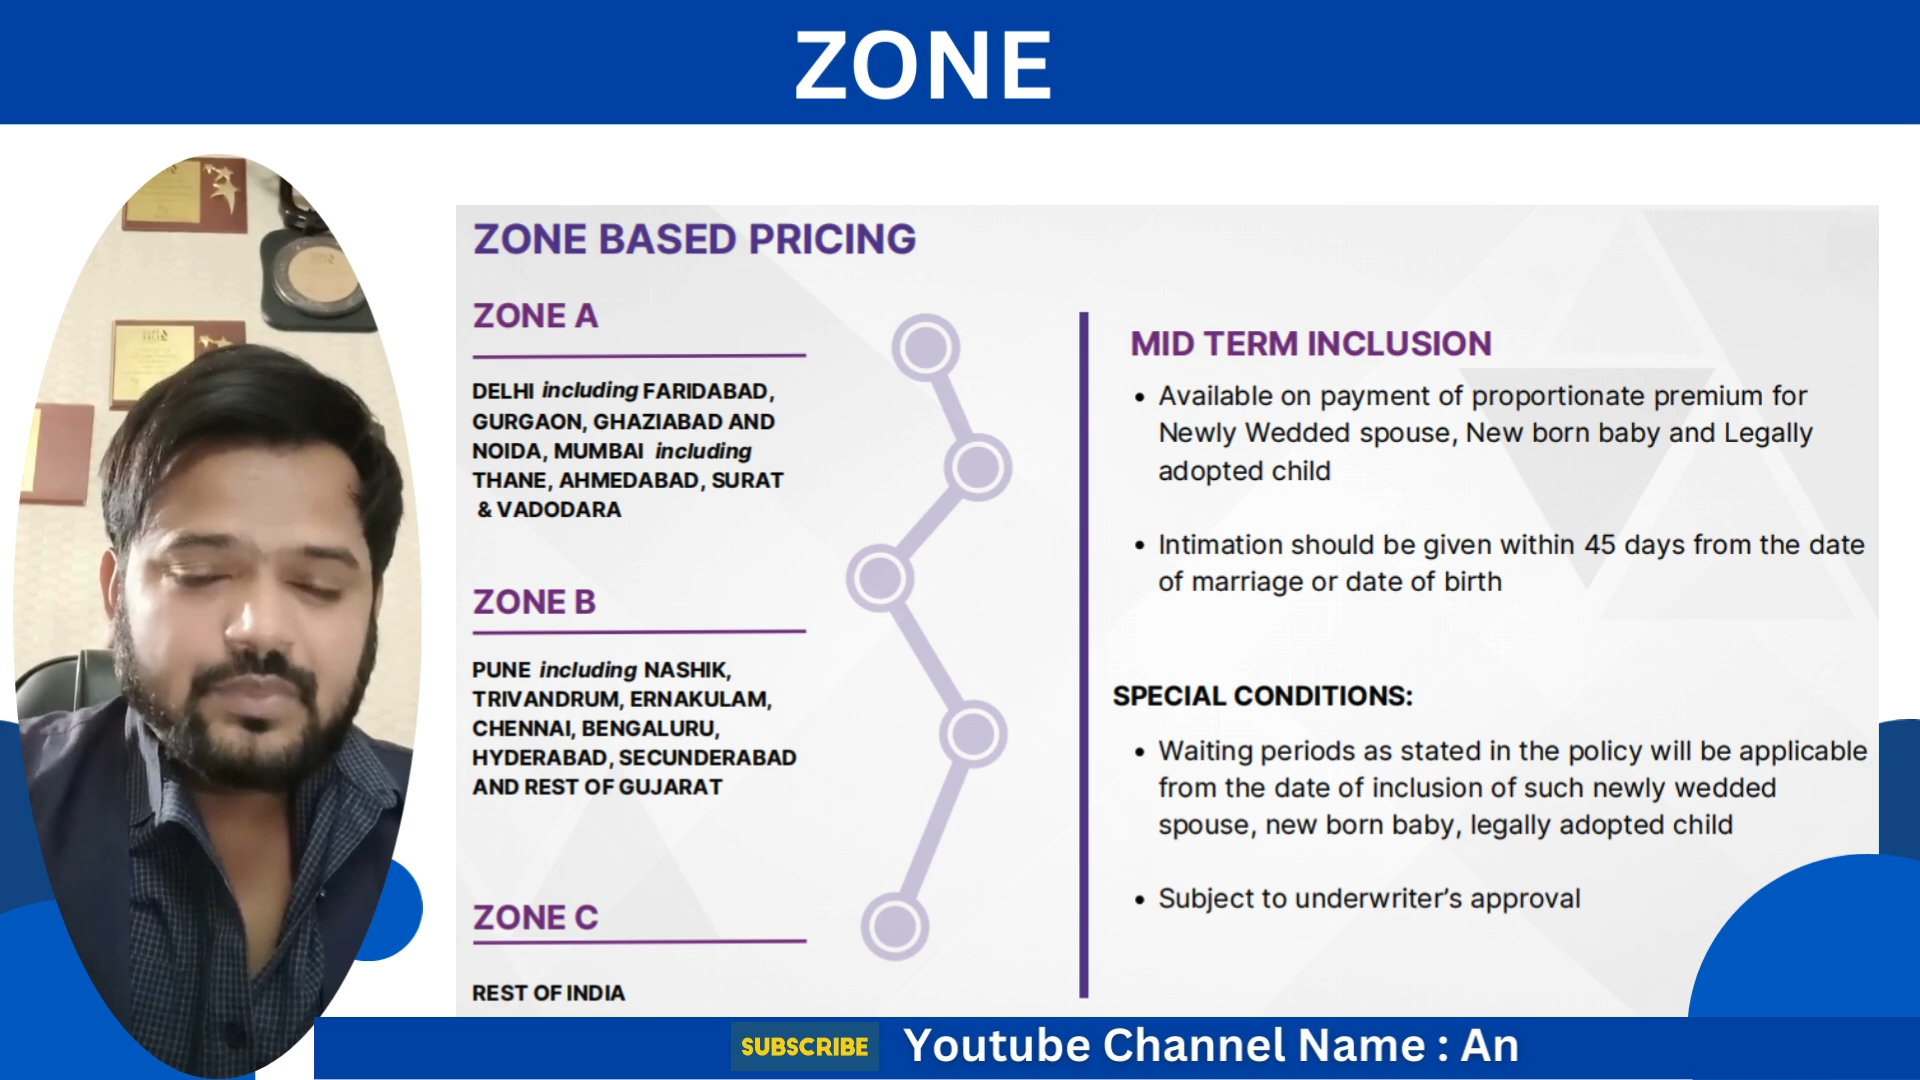 ZONE
ZONE BASED PRICING
ZONE A
DELHI including FARIDABAD,
GURGAON, GHAZIABAD AND
NOIDA, MUMBAI including
THANE, AHMEDABAD, SURAT
& VADODARA
ZONE B
PUNE including NASHIK,
TRIVANDRUM, ERNAKULAM,
CHENNAI, BENGALURU,
HYDERABAD, SECUNDERABAD
AND REST OF GUJARAT
ZONE C
REST OF INDIA
MID TERM INCLUSION
• Available on payment of proportionate premium for
Newly Wedded spouse, New born baby and Legally
adopted child
• Intimation should be given within 45 days from the date
of marriage or date of birth
SPECIAL CONDITIONS:
• Waiting periods as stated in the policy will be applicable
from the date of inclusion of such newly wedded
spouse, new born baby, legally adopted child
• Subject to underwriter’s approval
SUBSCRIBE Youtube Channel Name : An